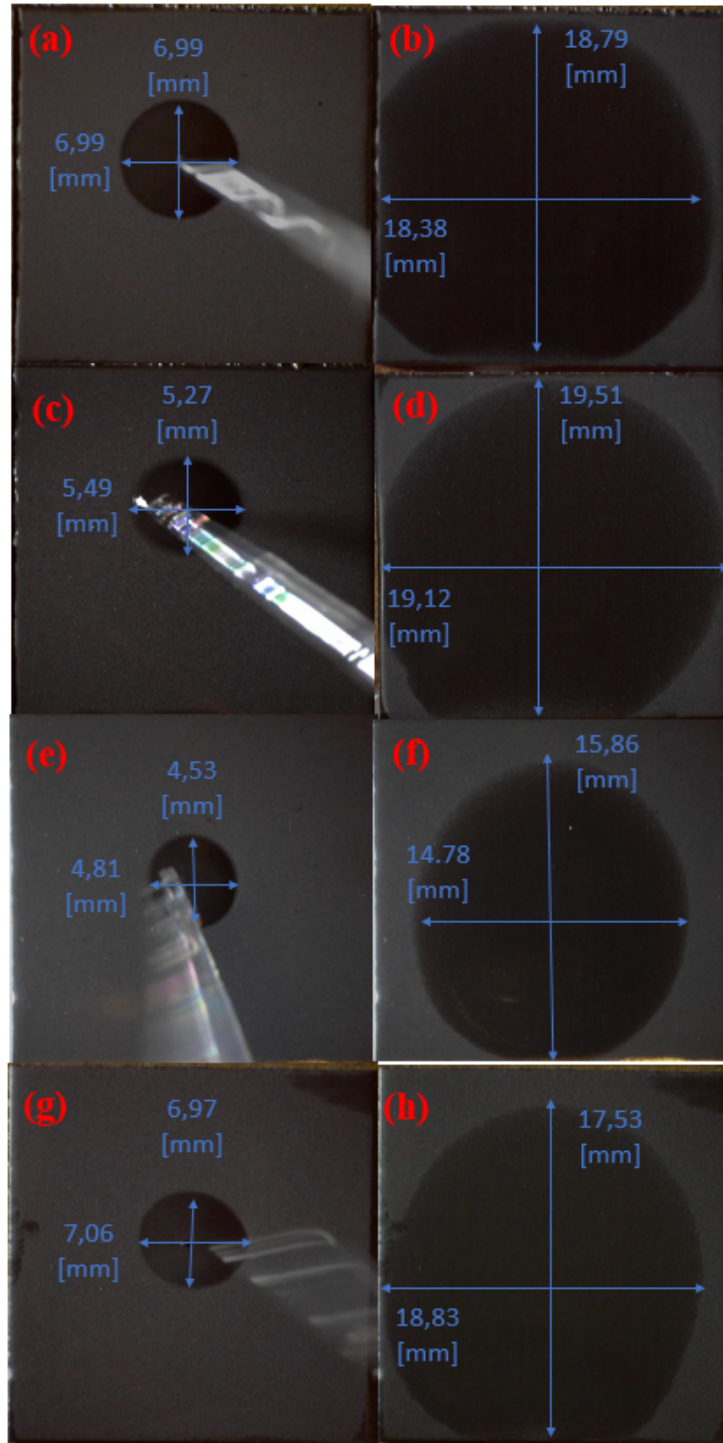 (a)
6,99
[mm]
6,99
[mm]
(b)
18,79
[mm]
18,38
[mm]
(c)
5,27
[mm]
5,49
[mm]
(d)
19,51
[mm]
19,12
[mm]
(e)
4,53
[mm]
4,81
[mm]
(f)
15,86
[mm]
14.78
[mm]
(g)
6,97
[mm]
7,06
[mm]
(h)
17,53
[mm]
18,83
[mm]